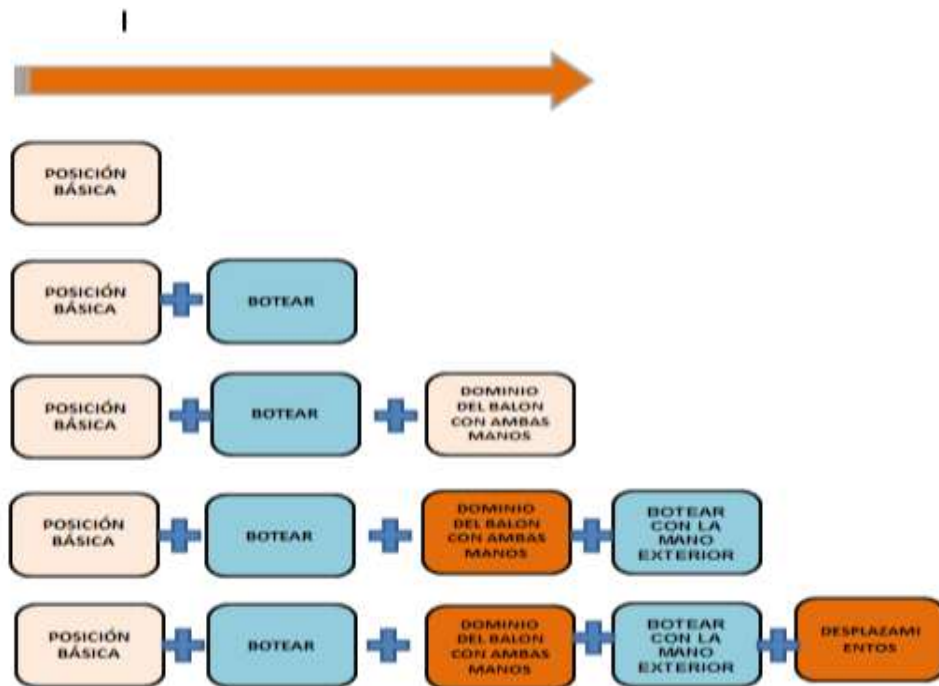 I
POSICIÓN
BÁSICA
POSICIÓN
BÁSICA
BOTEAR
POSICIÓN
BÁSICA
BOTEAR
DOMINIO
DEL BALON
CON AMBAS
MANOS
POSICIÓN
BÁSICA
BOTEAR
DOMINIO
DEL BALON
CON AMBAS
MANOS
BOTEAR
CON LA
MANO
EXTERIOR
POSICIÓN
BÁSICA
BOTEAR
DOMINIO
DEL BALON
CON AMBAS
MANOS
BOTEAR
CON LA
MANO
EXTERIOR
DESPLAZAMI
ENTOS